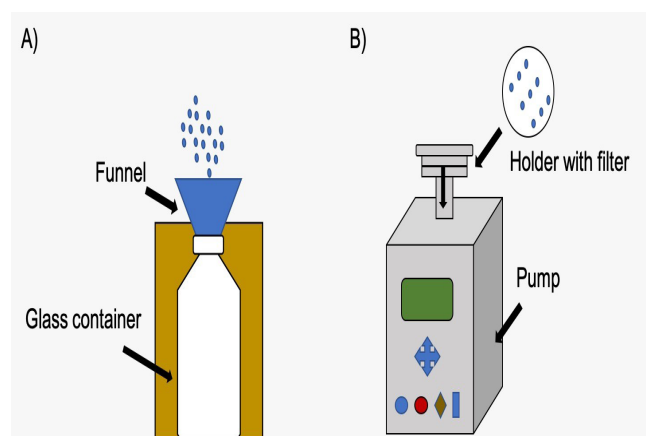 A)
Funnel
Glass container
B)
Holder with filter
Pump